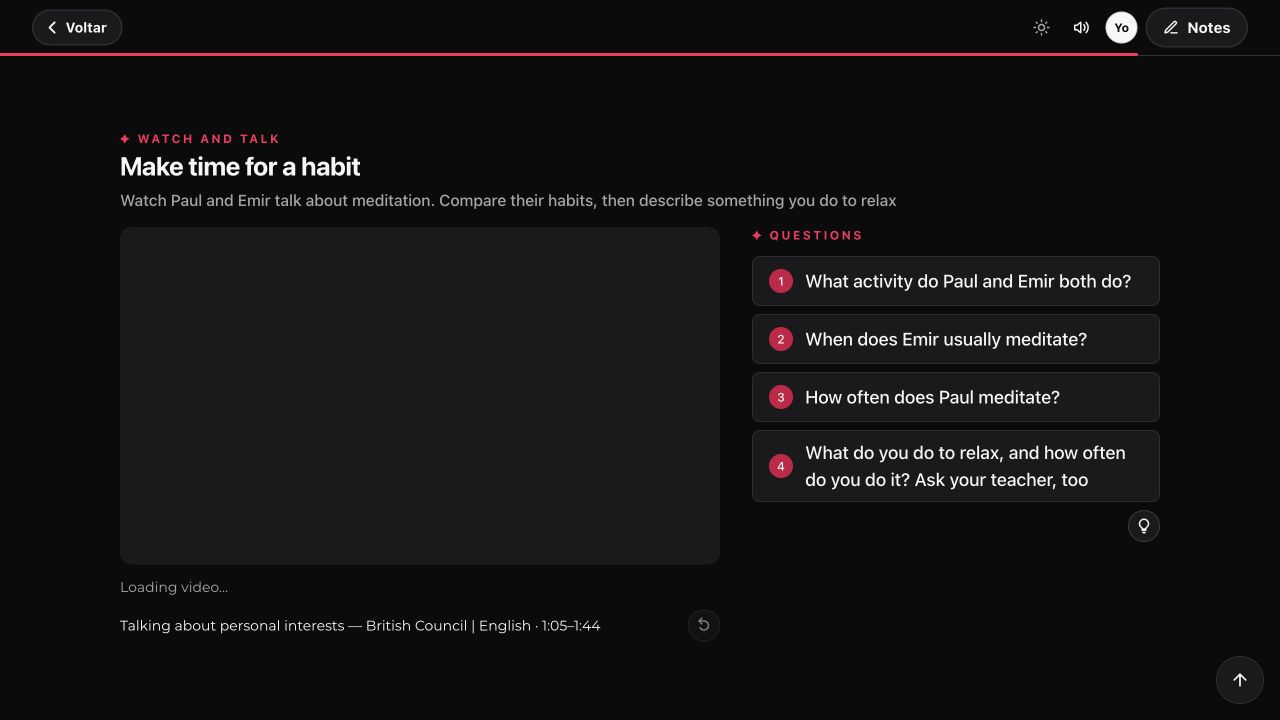 Voltar
Yo
Notes
WATCH AND TALK
Make time for a habit
Watch Paul and Emir talk about meditation. Compare their habits, then describe something you do to relax
QUESTIONS
1 What activity do Paul and Emir both do?
2 When does Emir usually meditate?
3 How often does Paul meditate?
4 What do you do to relax, and how often
do you do it? Ask your teacher, too
Loading video...
Talking about personal interests — British Council | English · 1:05–1:44